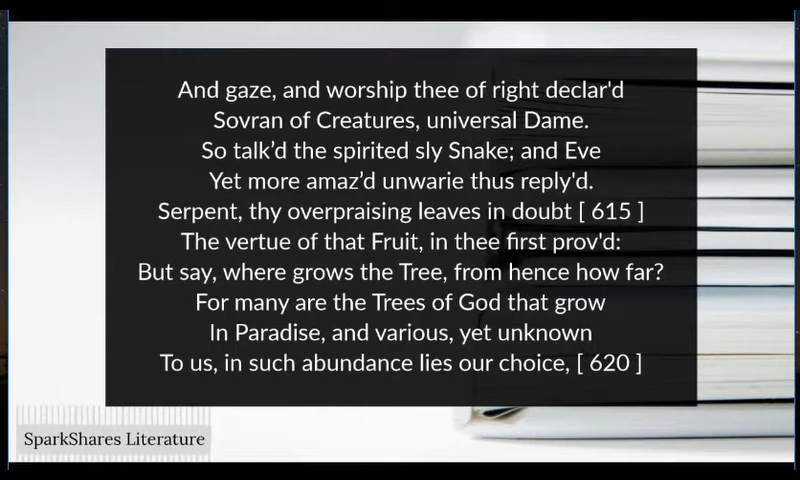 And gaze, and worship thee of right declar'd
Sovran of Creatures, universal Dame.
So talk’d the spirited sly Snake; and Eve
Yet more amaz’d unwarie thus reply'd.
Serpent, thy overpraising leaves in doubt [ 615 ]
The vertue of that Fruit, in thee first prov'd:
But say, where grows the Tree, from hence how far?
For many are the Trees of God that grow
In Paradise, and various, yet unknown
To us, in such abundance lies our choice, [ 620 ]
SparkShares Literature